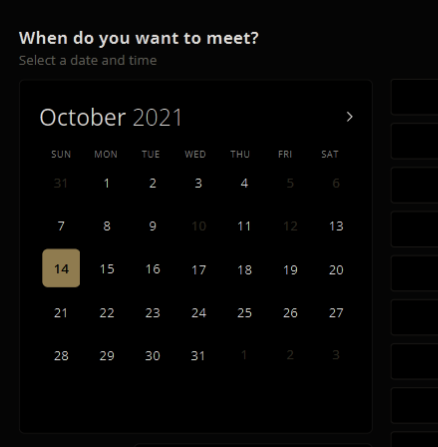 When do you want to meet?
Select a date and time
October 2021
SUN MON TUE WED THU FRI SAT
31 1 2 3 4 5 6
7 8 9 10 11 12 13
14 15 16 17 18 19 20
21 22 23 24 25 26 27
28 29 30 31 1 2 3